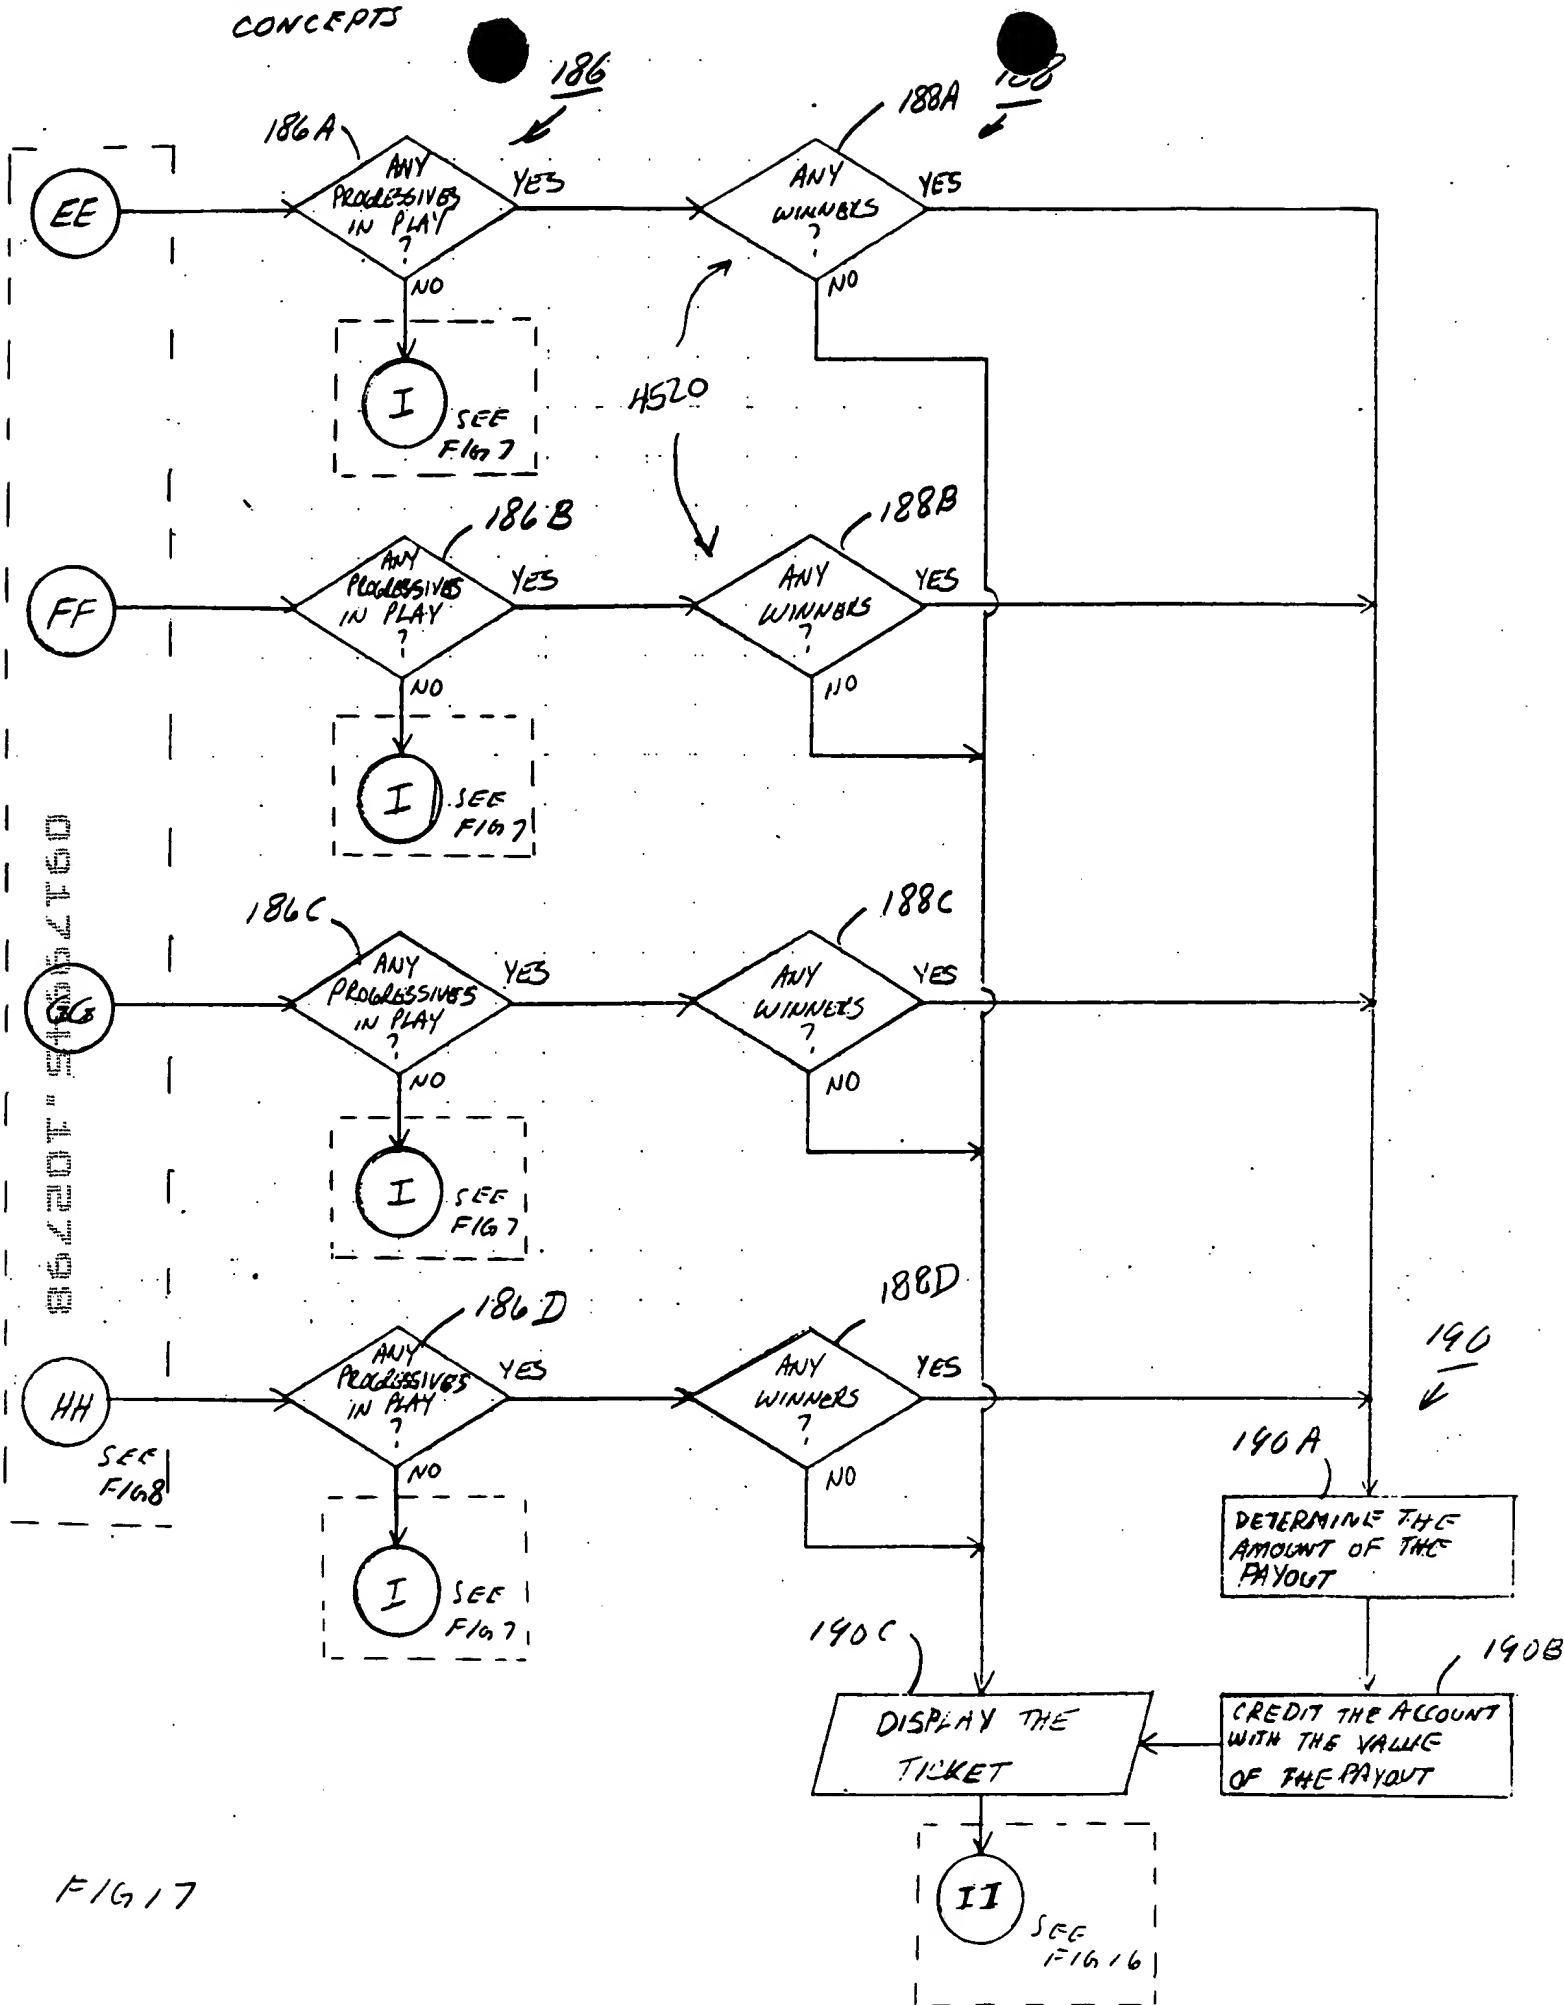 CONCEPTS
186
188
186A
188A
EE
ANY
PROGRESSIVES
IN PLAY
?
YES
ANY
WINNERS
?
YES
NO
NO
I
SEE
FIG 7
4520
186B
188B
FF
ANY
PROGRESSIVES
IN PLAY
?
YES
ANY
WINNERS
?
YES
NO
NO
I
SEE
FIG 7
186C
188C
GG
ANY
PROGRESSIVES
IN PLAY
?
YES
ANY
WINNERS
?
YES
NO
NO
I
SEE
FIG 7
186D
188D
HH
SEE
FIG 8
ANY
PROGRESSIVES
IN PLAY
?
YES
ANY
WINNERS
?
YES
NO
NO
I
SEE
FIG 7
190
190A
DETERMINE THE
AMOUNT OF THE
PAYOUT
190C
190B
DISPLAY THE
TICKET
CREDIT THE ACCOUNT
WITH THE VALUE
OF THE PAYOUT
II
SEE
FIG 16
FIG 17